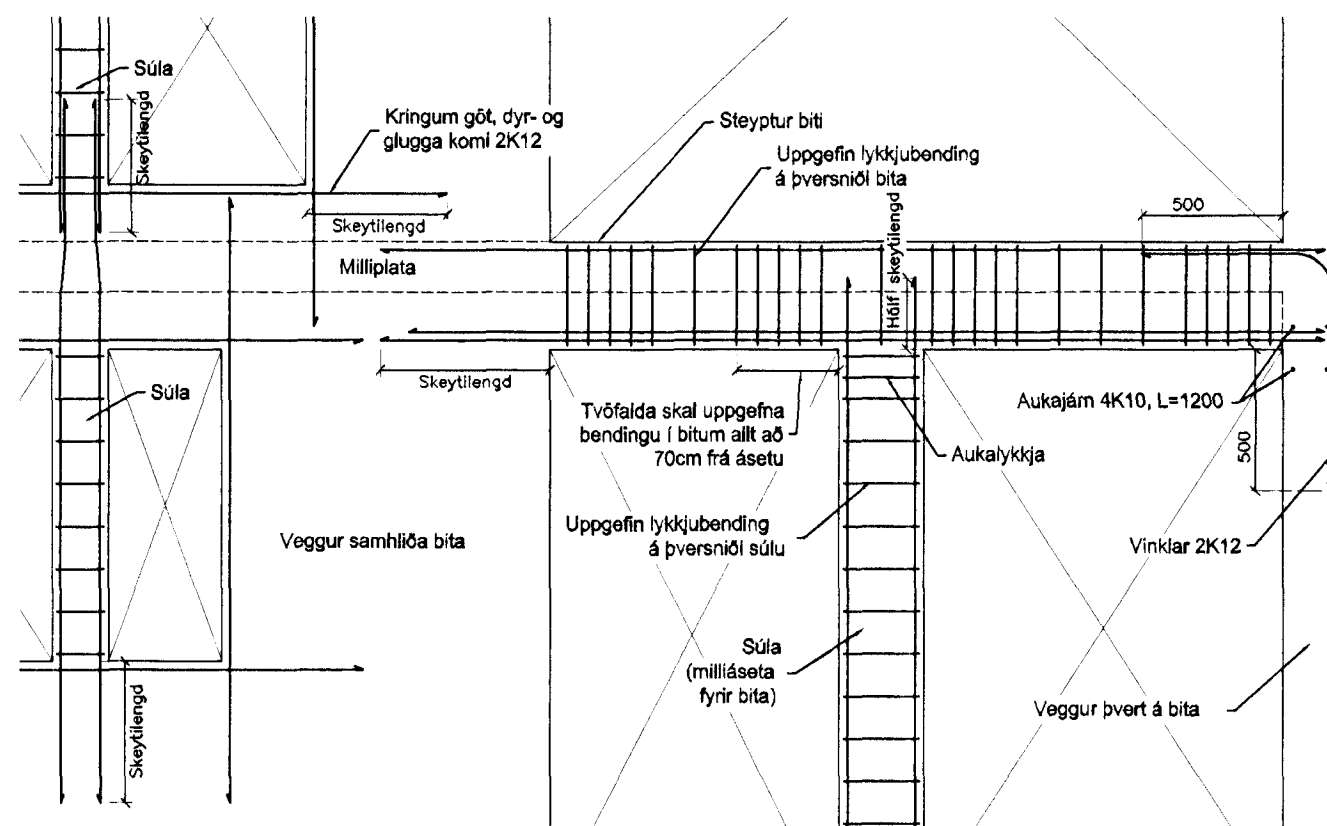 Súla
Skeytilengd
Kringum göt, dyr- og
glugga komi 2K12
Skeytilengd
Milliplata
Steyptur biti
Uppgefin lykkjubending
á þversniði bita
500
Hálf skeytilengd
Skeytilengd
Súla
Tvöfalda skal uppgefna
bendingu í bitum allt að
70cm frá ásetu
Aukalykkja
Aukajárn 4K10, L=1200
500
Uppgefin lykkjubending
á þversniði súlu
Veggur samhliða bita
Vinklar 2K12
Súla
(milliáseta
fyrir bita)
Veggur þvert á bita
Skeytilengd